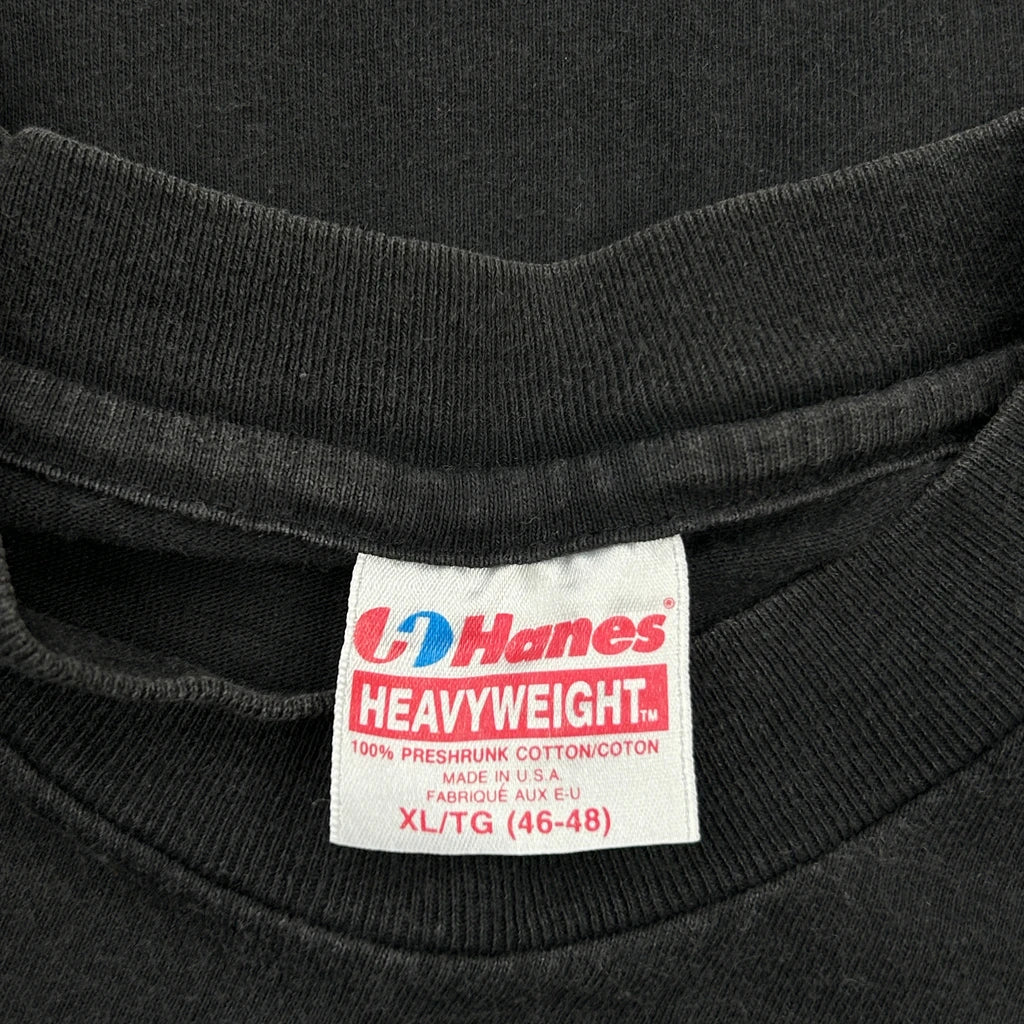 Hanes®
HEAVYWEIGHT™
100% PRESHRUNK COTTON/COTON
MADE IN U.S.A.
FABRIQUÉ AUX E-U
XL/TG (46-48)